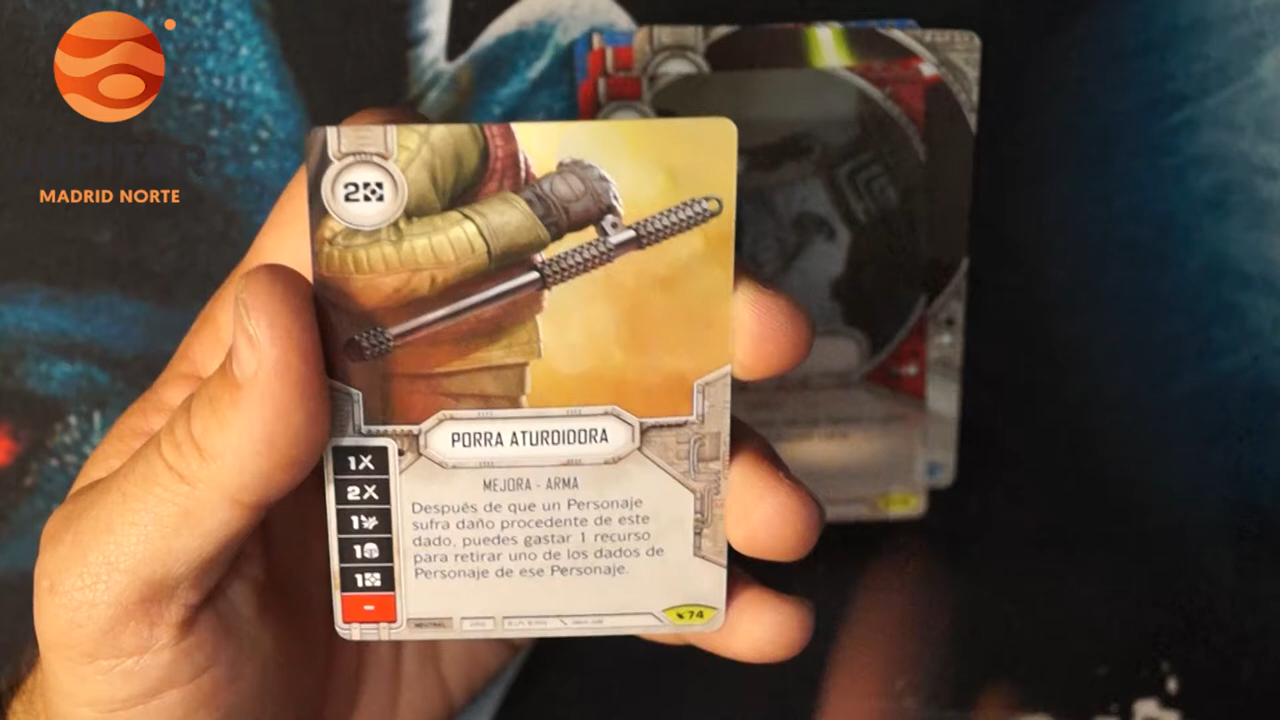 MADRID NORTE
2
PORRA ATURDIDORA
MEJORA - ARMA
Después de que un Personaje
sufra daño procedente de este
dado, puedes gastar 1 recurso
para retirar uno de los dados de
Personaje de ese Personaje.
1
2
1
1
1
-
NEUTRAL
74